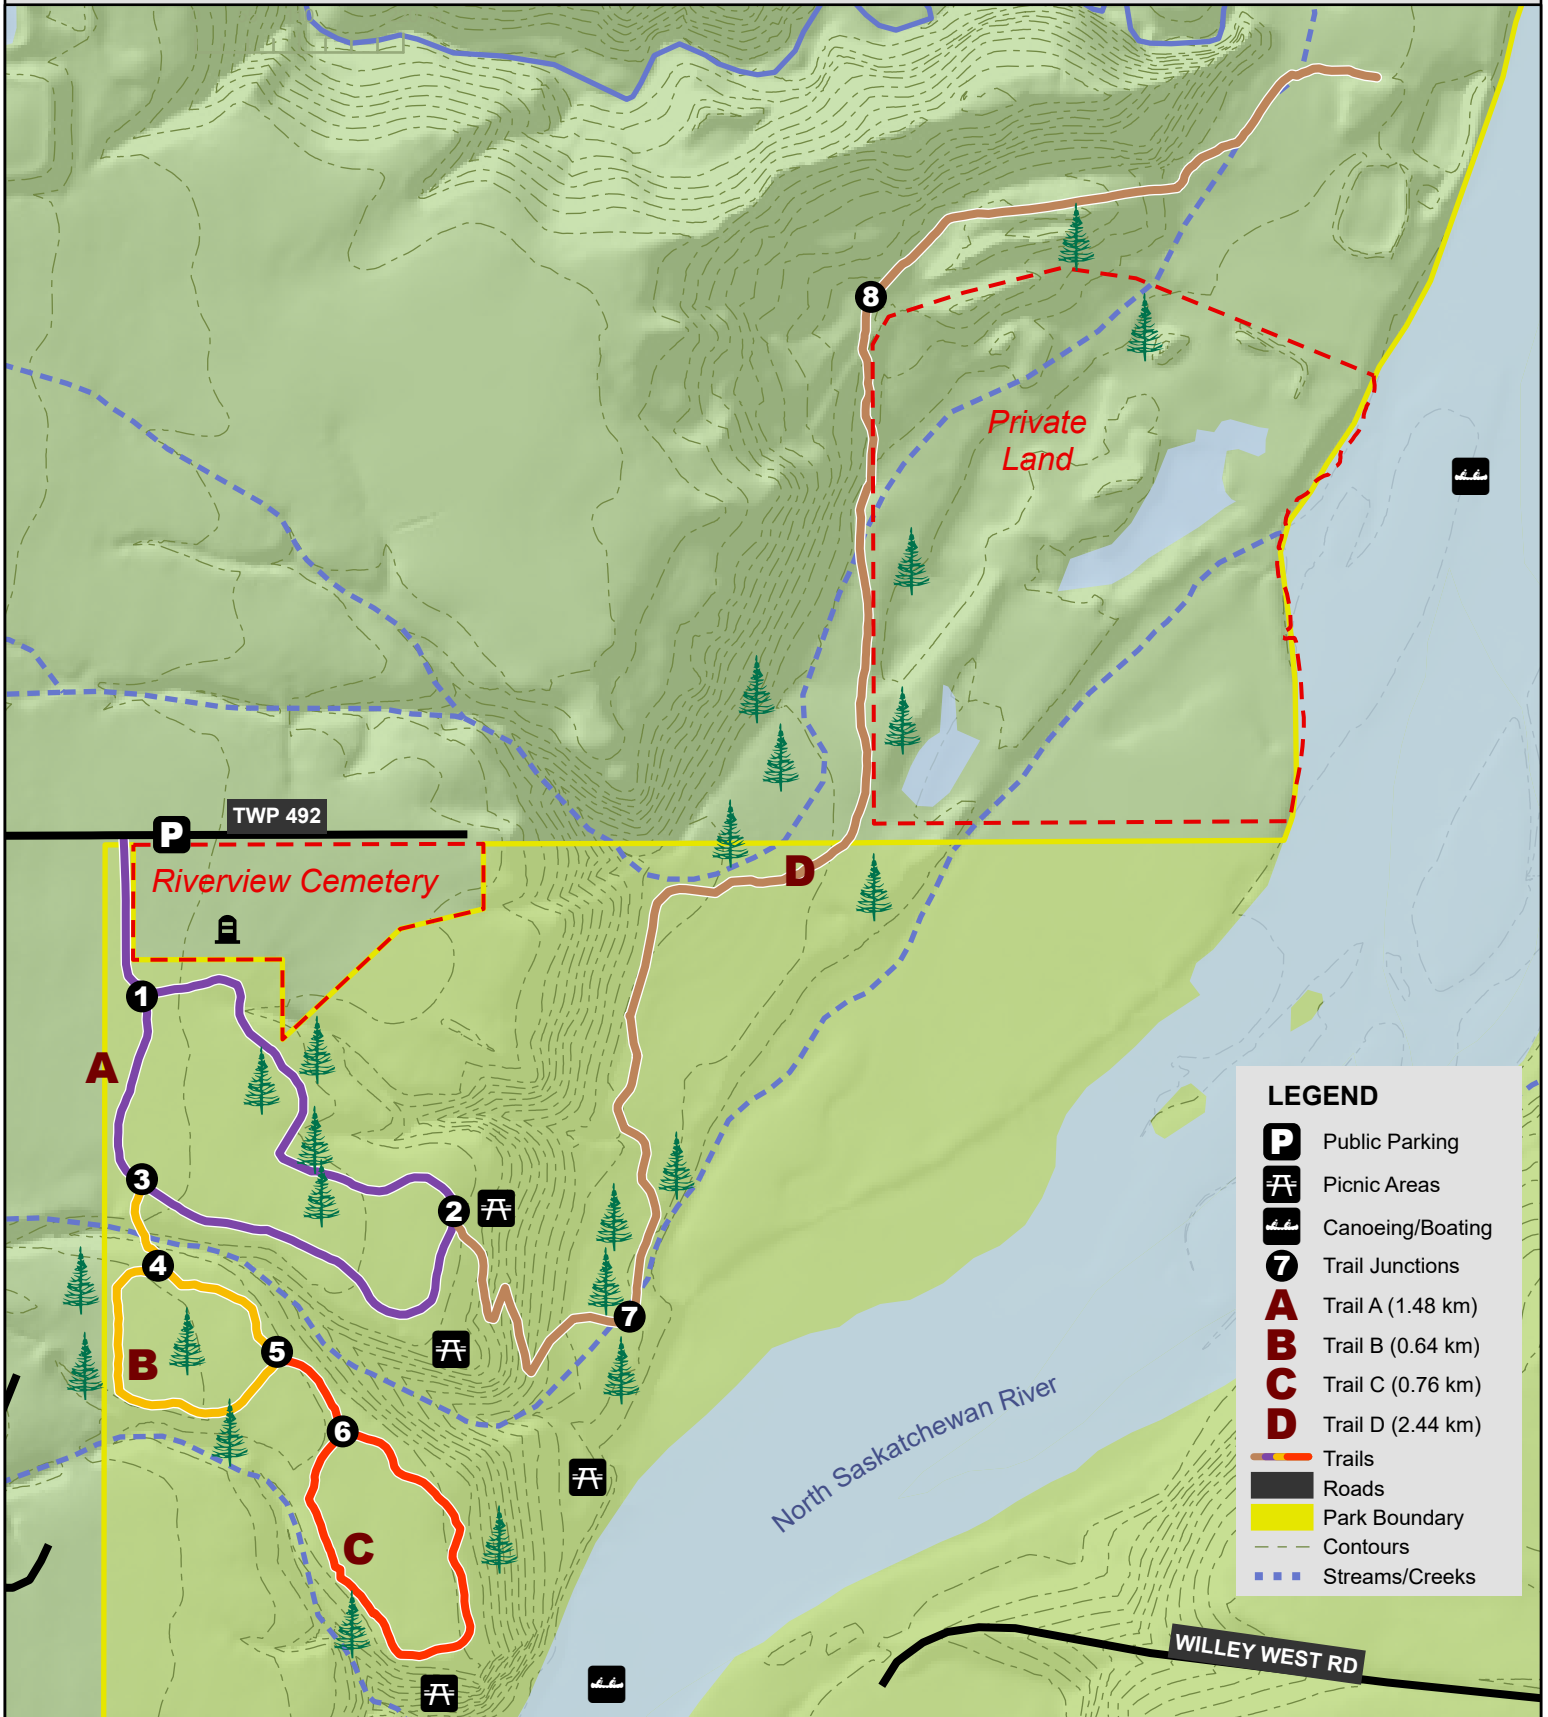 8
Private
Land
TWP 492
P
Riverview Cemetery
D
1
A
3
2
4
7
5
B
6
C
North Saskatchewan River
WILLEY WEST RD
LEGEND
P Public Parking
Picnic Areas
Canoeing/Boating
7 Trail Junctions
A Trail A (1.48 km)
B Trail B (0.64 km)
C Trail C (0.76 km)
D Trail D (2.44 km)
Trails
Roads
Park Boundary
Contours
Streams/Creeks